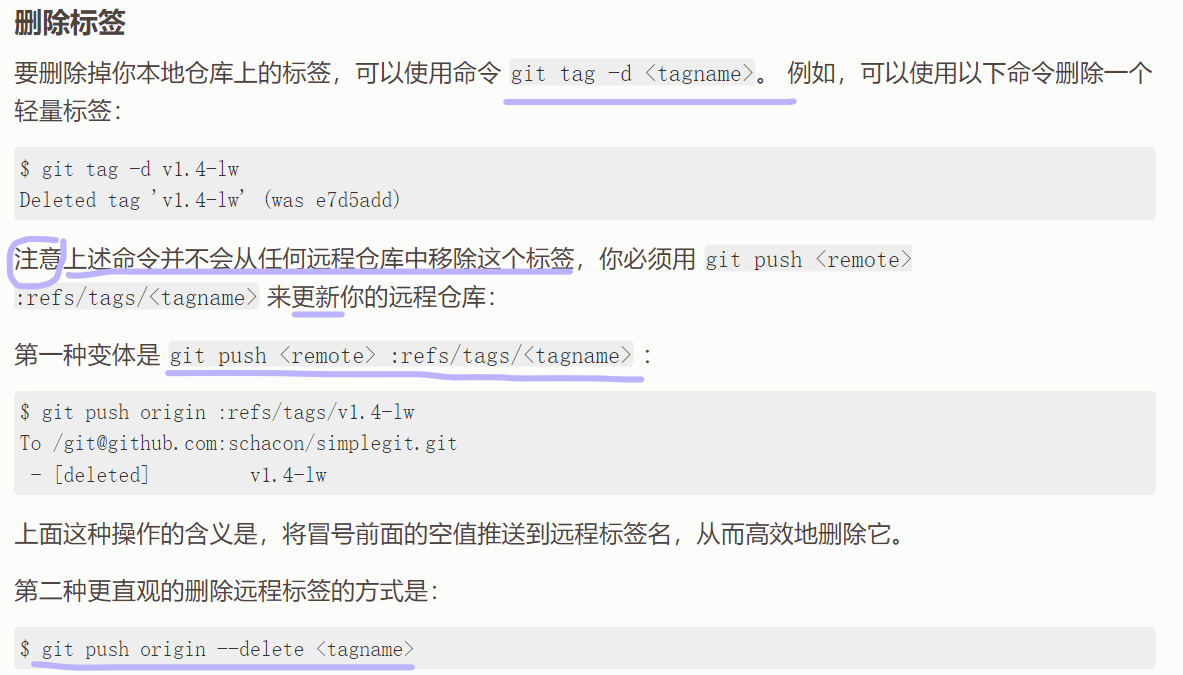 删除标签
要删除掉你本地仓库上的标签，可以使用命令 git tag -d <tagname>。 例如，可以使用以下命令删除一个
轻量标签：
$ git tag -d v1.4-lw
Deleted tag 'v1.4-lw' (was e7d5add)
注意上述命令并不会从任何远程仓库中移除这个标签，你必须用 git push <remote>
:refs/tags/<tagname> 来更新你的远程仓库：
第一种变体是 git push <remote> :refs/tags/<tagname> ：
$ git push origin :refs/tags/v1.4-lw
To /git@github.com:schacon/simplegit.git
- [deleted] v1.4-lw
上面这种操作的含义是，将冒号前面的空值推送到远程标签名，从而高效地删除它。
第二种更直观的删除远程标签的方式是：
$ git push origin --delete <tagname>